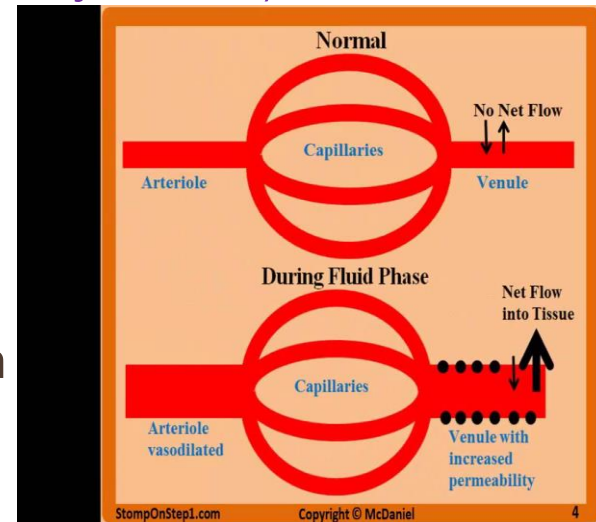 Normal
No Net Flow
Capillaries
Arteriole
Venule
During Fluid Phase
Net Flow
into Tissue
Capillaries
Arteriole
vasodilated
Venule with
increased
permeability
StompOnStep1.com
Copyright © McDaniel
4